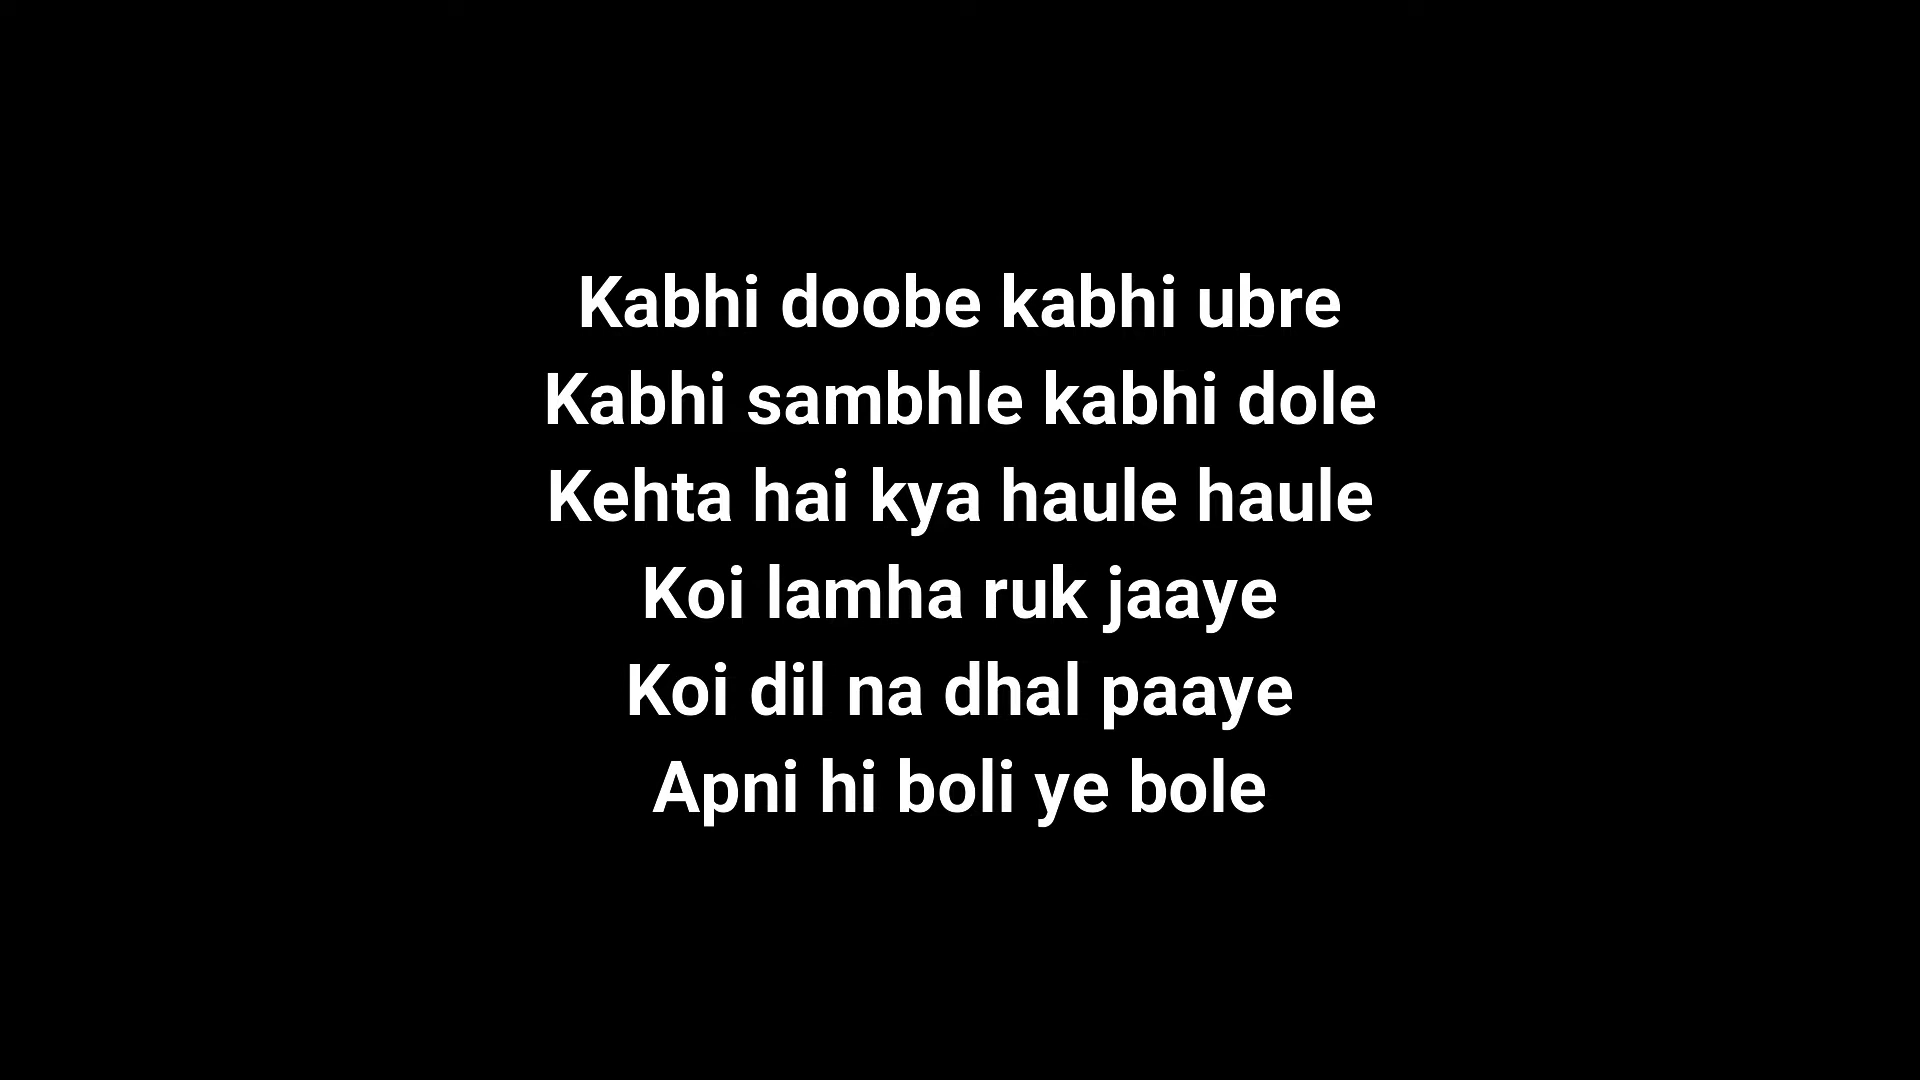 Kabhi doobe kabhi ubre
Kabhi sambhle kabhi dole
Kehta hai kya haule haule
Koi lamha ruk jaaye
Koi dil na dhal paaye
Apni hi boli ye bole